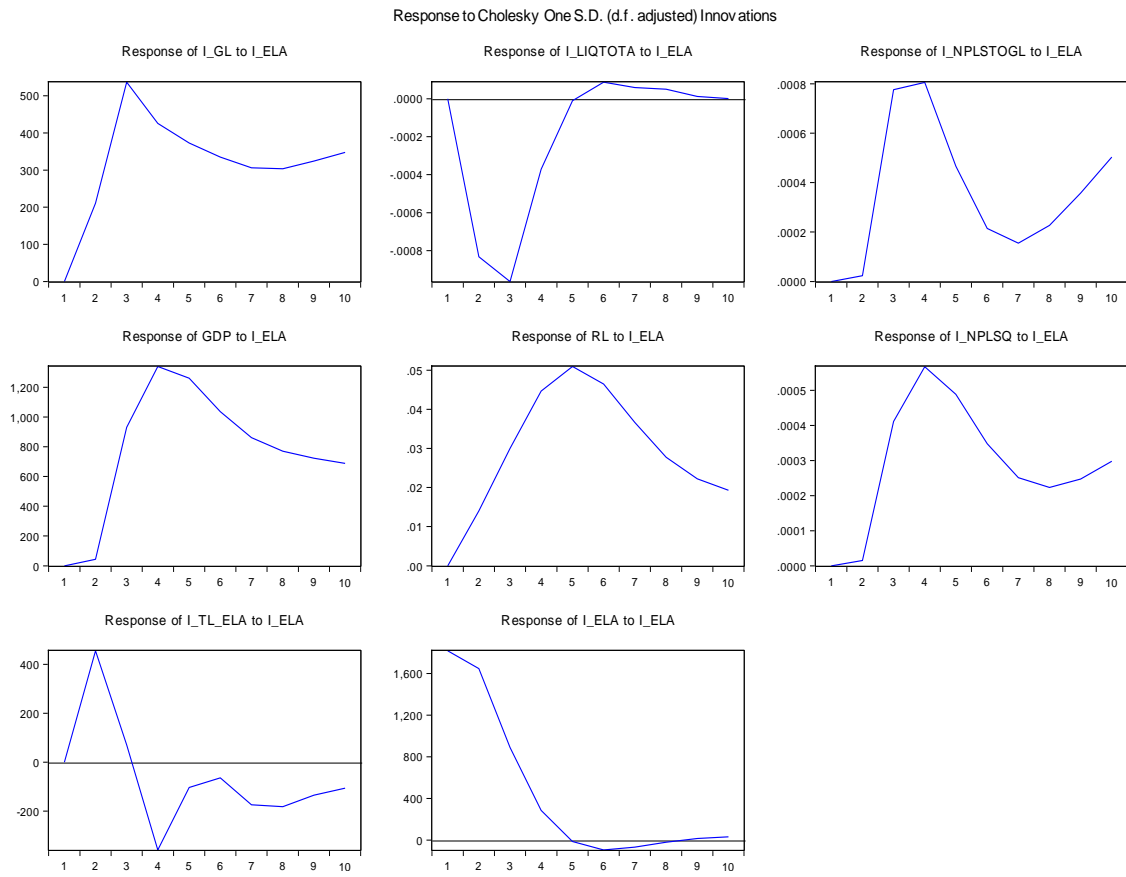 Response to Cholesky One S.D. (d.f. adjusted) Innovations
Response of I_GL to I_ELA
500
400
300
200
100
0
1 2 3 4 5 6 7 8 9 10
Response of I_LIQTOTA to I_ELA
.0000
-.0002
-.0004
-.0006
-.0008
1 2 3 4 5 6 7 8 9 10
Response of I_NPLSTOGL to I_ELA
.0008
.0006
.0004
.0002
.0000
1 2 3 4 5 6 7 8 9 10
Response of GDP to I_ELA
1,200
1,000
800
600
400
200
0
1 2 3 4 5 6 7 8 9 10
Response of RL to I_ELA
.05
.04
.03
.02
.01
.00
1 2 3 4 5 6 7 8 9 10
Response of I_NPLSQ to I_ELA
.0005
.0004
.0003
.0002
.0001
.0000
1 2 3 4 5 6 7 8 9 10
Response of I_TL_ELA to I_ELA
400
200
0
-200
1 2 3 4 5 6 7 8 9 10
Response of I_ELA to I_ELA
1,600
1,200
800
400
0
1 2 3 4 5 6 7 8 9 10